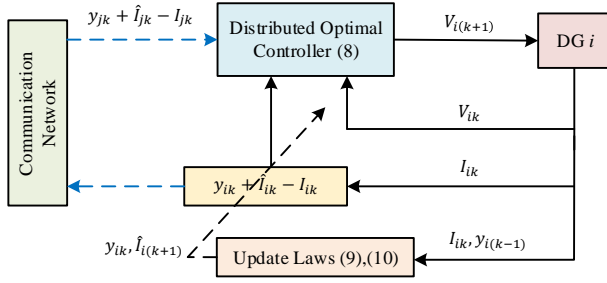 y_{jk} + Î_{jk} − I_{jk}
Distributed Optimal
Controller (8)
V_{i(k+1)}
DG i
Communication
Network
V_{ik}
y_{ik} + Î_{ik} − I_{ik}
I_{ik}
y_{ik}, Î_{i(k+1)}
Update Laws (9),(10)
I_{ik}, y_{i(k−1)}